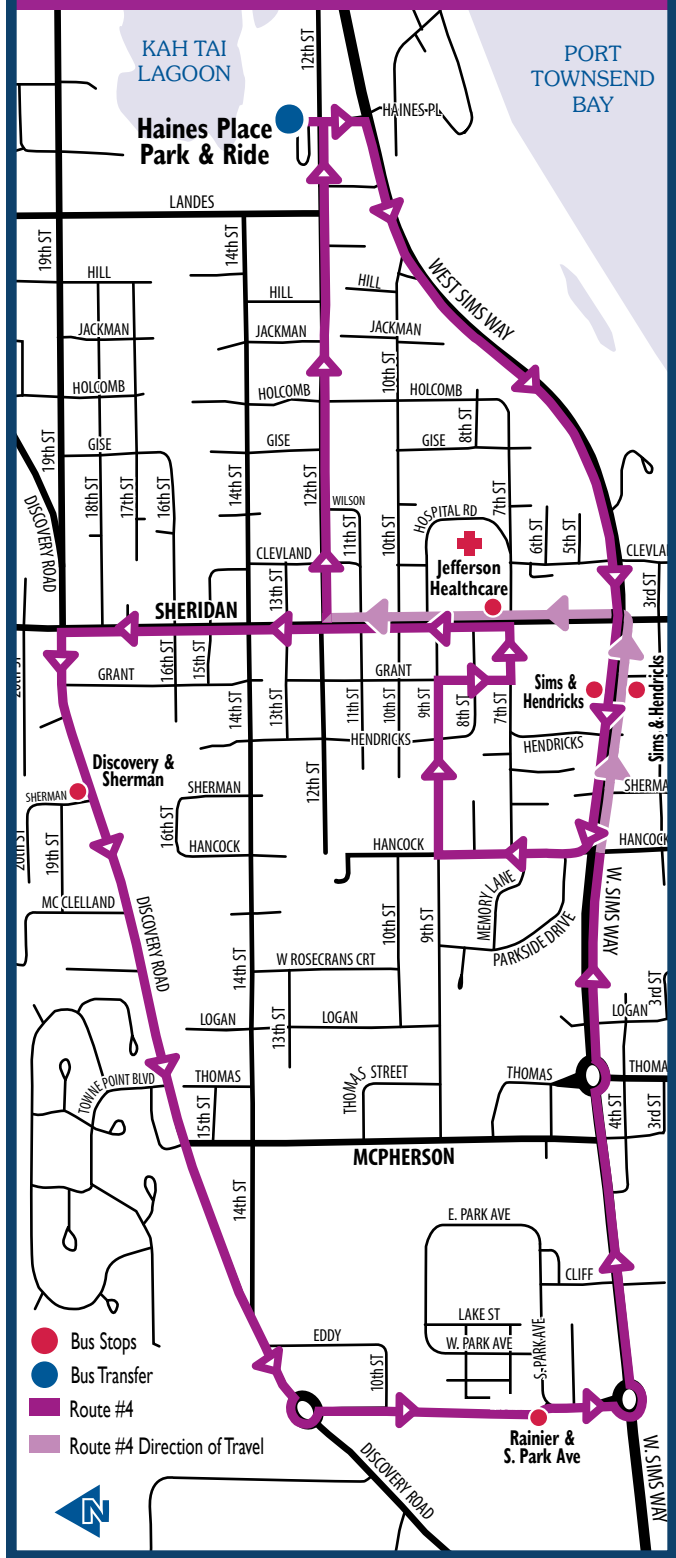 KAH TAI
LAGOON
12th ST
PORT
TOWNSEND
BAY
Haines Place
Park & Ride
HAINES PL
LANDES
19th ST
14th ST
HILL
HILL
HILL
WEST SIMS WAY
JACKMAN
JACKMAN
JACKMAN
10th ST
HOLCOMB
HOLCOMB
HOLCOMB
8th ST
GISE
GISE
GISE
19th ST
18th ST
17th ST
16th ST
14th ST
12th ST
WILSON
11th ST
10th ST
HOSPITAL RD
7th ST
6th ST
5th ST
DISCOVERY ROAD
CLEVLAND
CLEVLA
13th ST
Jefferson
Healthcare
3rd ST
SHERIDAN
20th ST
GRANT
16th ST
15th ST
14th ST
13th ST
GRANT
11th ST
10th ST
9th ST
8th ST
7th ST
Sims &
Hendricks
Sims & Hendricks
HENDRICKS
HENDRICKS
Discovery &
Sherman
SHERMAN
SHERMAN
SHERMA
12th ST
16th ST
20th ST
19th ST
HANCOCK
HANCOCK
HANCOCK
MC CLELLAND
DISCOVERY ROAD
10th ST
9th ST
MEMORY LANE
PARKSIDE DRIVE
W. SIMS WAY
14th ST
W ROSECRANS CRT
3rd ST
LOGAN
13th ST
LOGAN
LOGAN
TOWNE POINT BLVD
THOMAS
THOMAS STREET
THOMAS
THOMA
15th ST
4th ST
3rd ST
MCPHERSON
14th ST
E. PARK AVE
CLIFF
LAKE ST
W. PARK AVE
S. PARK AVE
EDDY
10th ST
Bus Stops
Bus Transfer
Route #4
Route #4 Direction of Travel
Rainier &
S. Park Ave
DISCOVERY ROAD
W. SIMS WAY
N